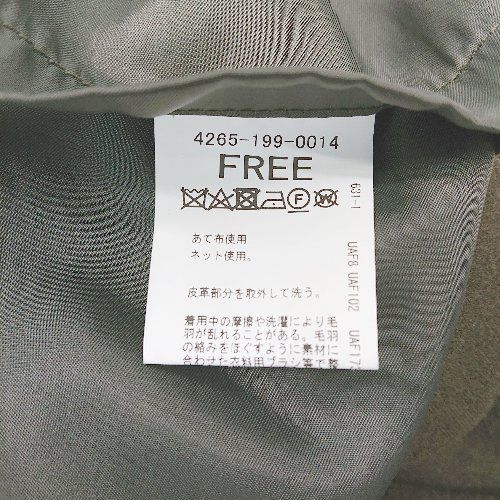 4265-199-0014
FREE
あて布使用
ネット使用。
皮革部分を取外して洗う。
着用中の摩擦や洗濯により毛
羽が乱れることがある。毛羽
の絡みをほぐすように素材に
合わせた衣料用ブラシ等で整
631-1 UAF8 UAF102 UAF173